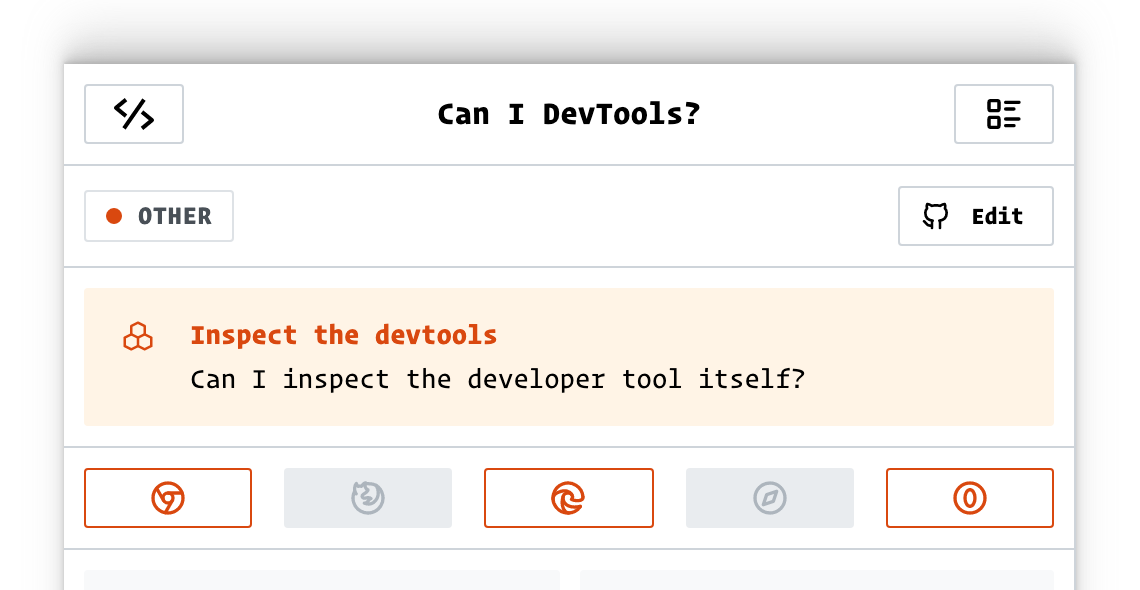 Can I DevTools?
OTHER
Edit
Inspect the devtools
Can I inspect the developer tool itself?